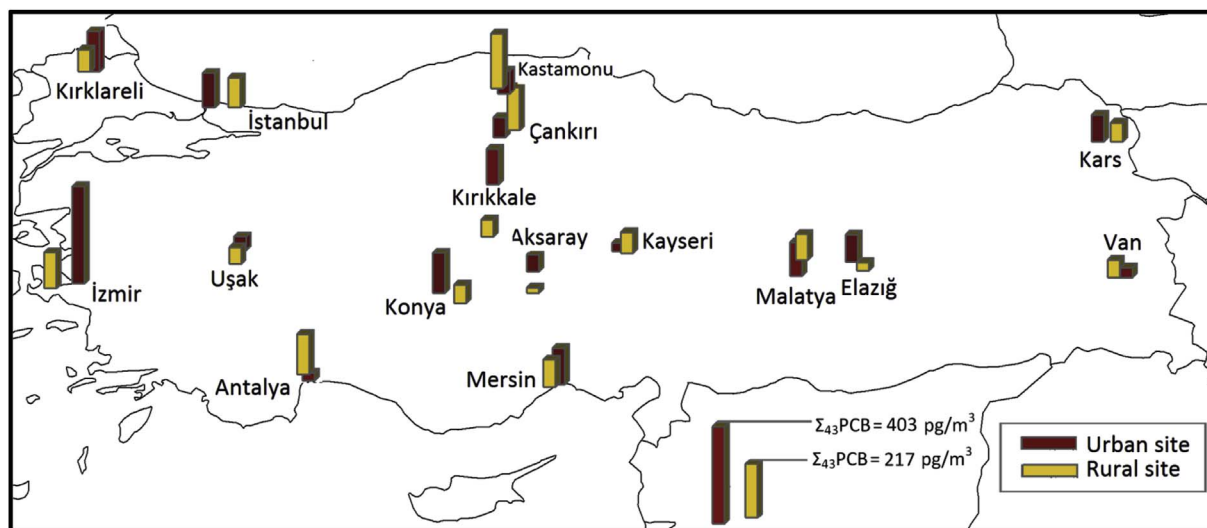 Kastamonu
Kırklareli
İstanbul
Çankırı
Kars
Kırıkkale
Aksaray
Kayseri
Van
Uşak
İzmir
Konya
Malatya
Elazığ
Antalya
Mersin
Σ43PCB = 403 pg/m³
Σ43PCB = 217 pg/m³
Urban site
Rural site